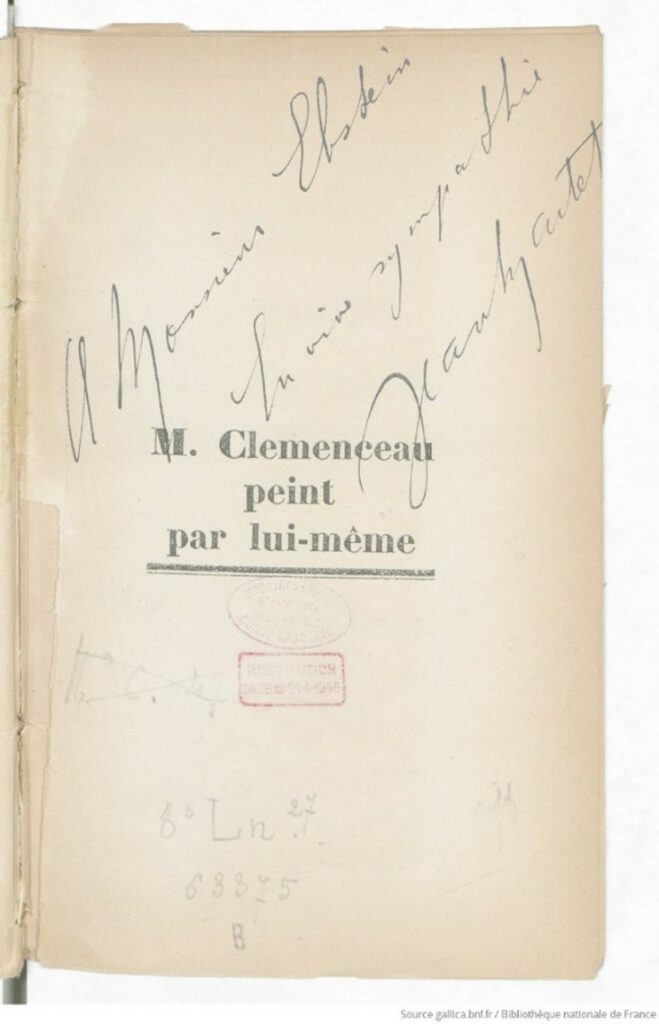 A Monsieur Ebstein
En vive sympathie
Jean Martet
M. Clemenceau
peint
par lui-même
RESTITUTION
8° Ln 27
63375
B
Source gallica.bnf.fr / Bibliothèque nationale de France